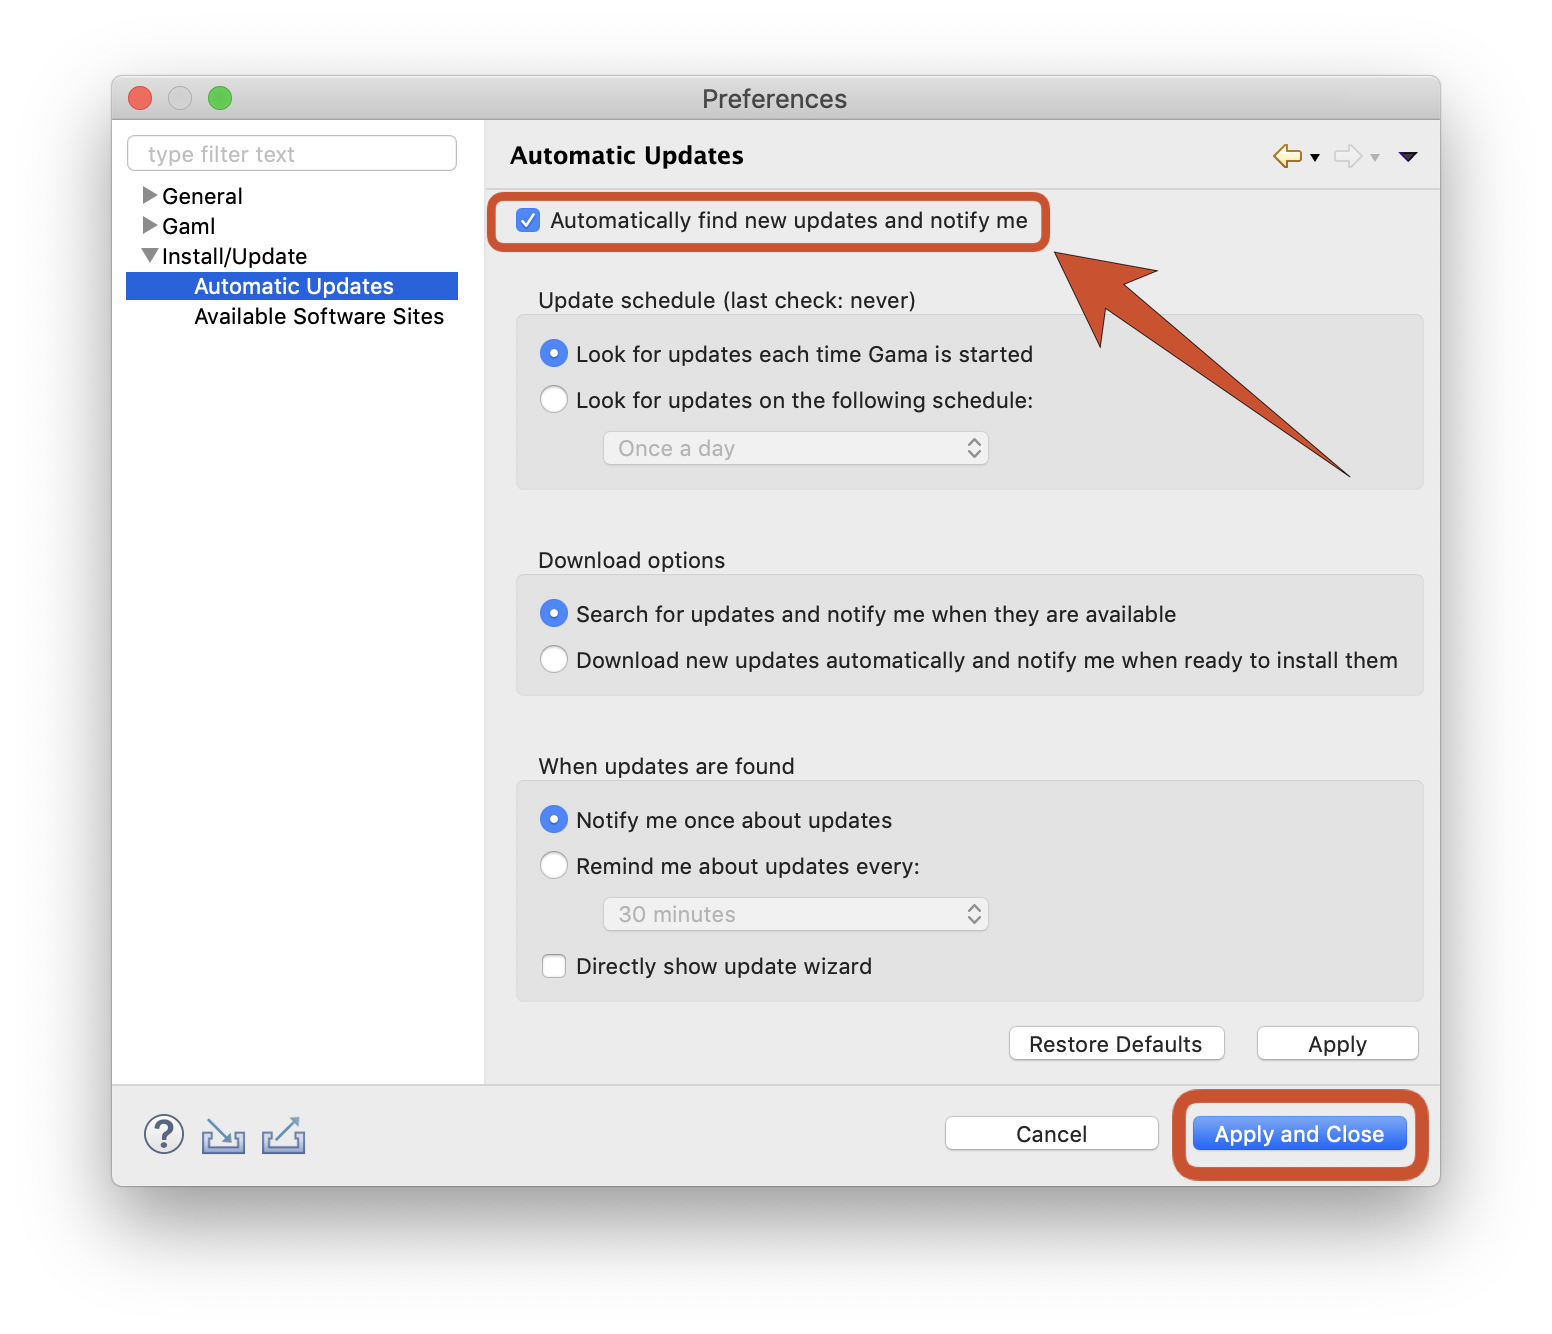 Preferences
type filter text
General
Gaml
Install/Update
Automatic Updates
Available Software Sites
Automatic Updates
Automatically find new updates and notify me
Update schedule (last check: never)
Look for updates each time Gama is started
Look for updates on the following schedule:
Once a day
Download options
Search for updates and notify me when they are available
Download new updates automatically and notify me when ready to install them
When updates are found
Notify me once about updates
Remind me about updates every:
30 minutes
Directly show update wizard
Restore Defaults
Apply
?
Cancel
Apply and Close